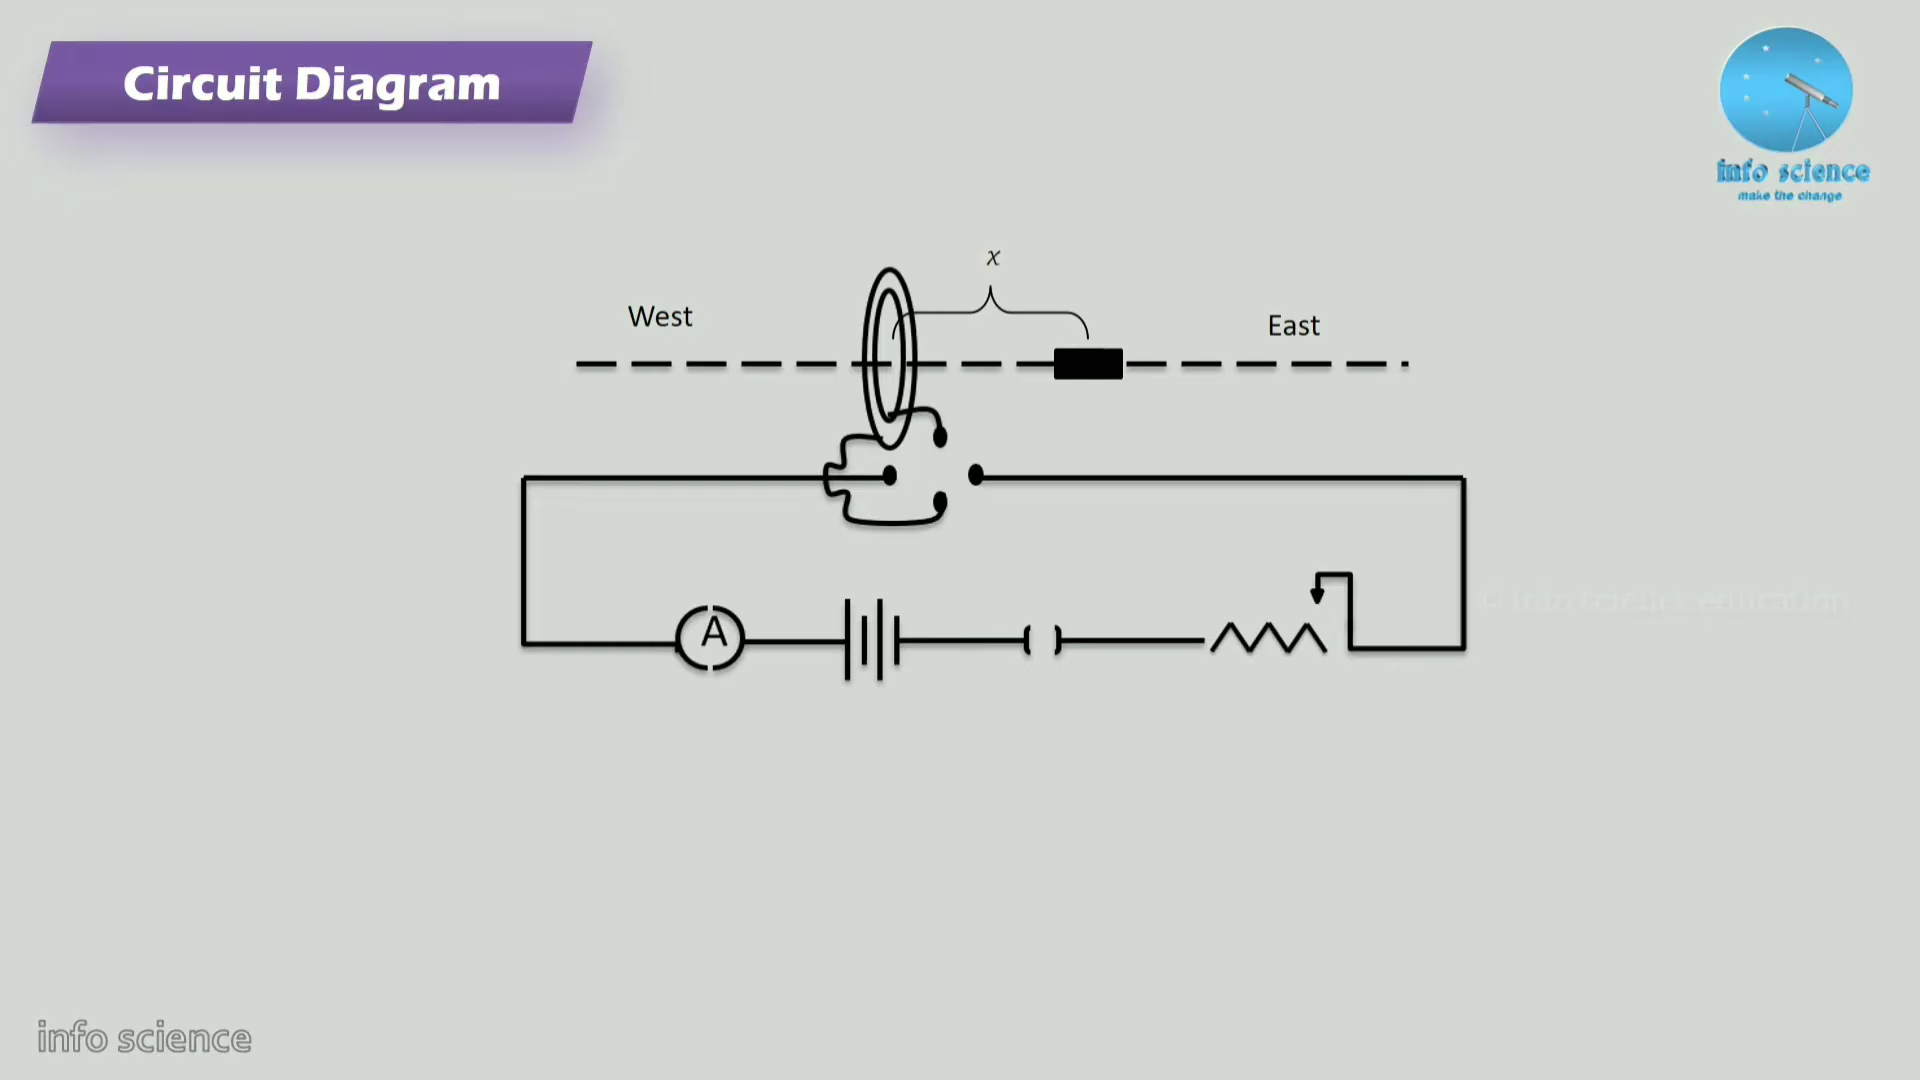 Circuit Diagram
info science
make the change
x
West
East
A
info science